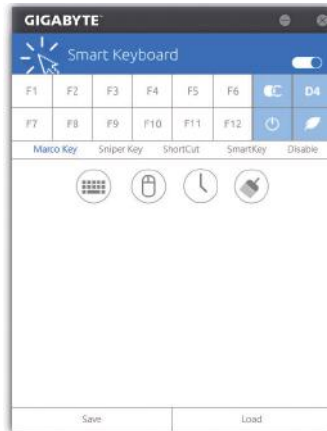 GIGABYTE™
Smart Keyboard
F1 F2 F3 F4 F5 F6 D4
F7 F8 F9 F10 F11 F12
Marco Key Sniper Key ShortCut SmartKey Disable
Save Load